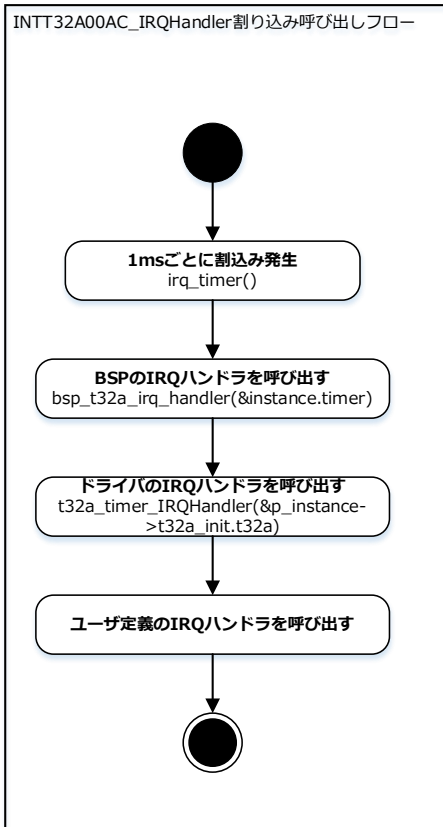 INTT32A00AC_IRQHandler割り込み呼び出しフロー
1msごとに割込み発生
irq_timer()
BSPのIRQハンドラを呼び出す
bsp_t32a_irq_handler(&instance.timer)
ドライバのIRQハンドラを呼び出す
t32a_timer_IRQHandler(&p_instance-
>t32a_init.t32a)
ユーザ定義のIRQハンドラを呼び出す